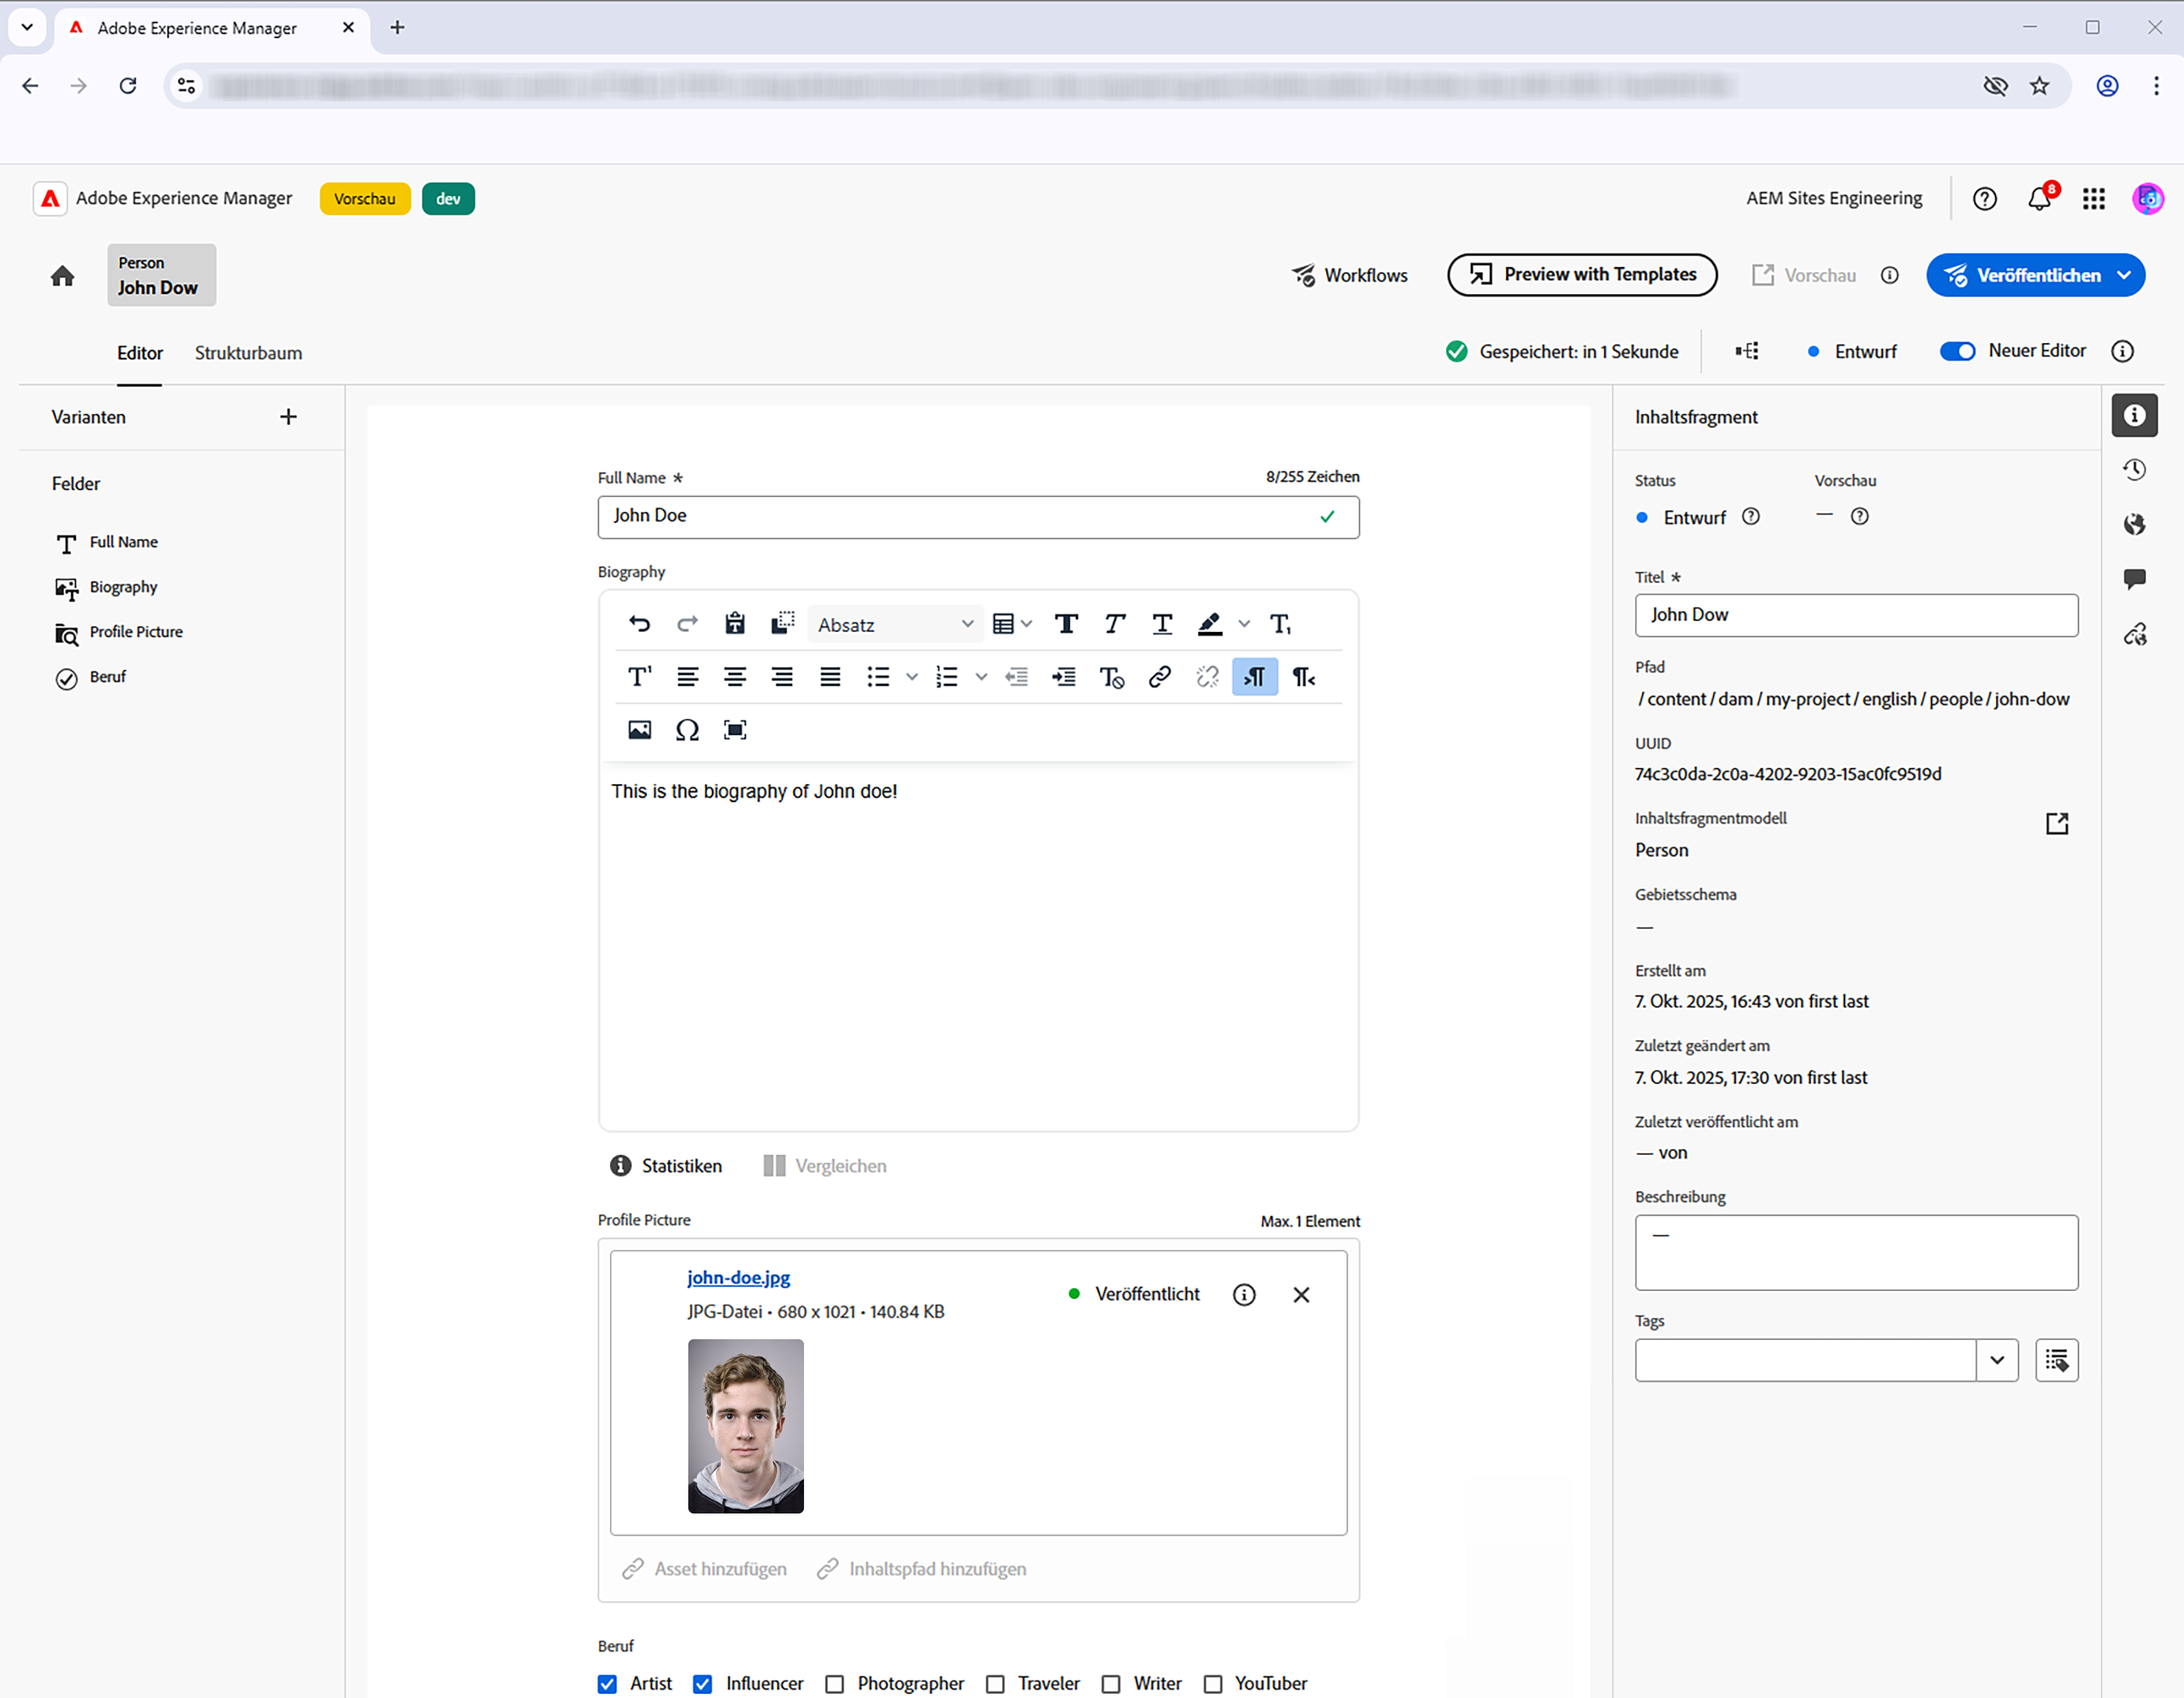 Adobe Experience Manager
Adobe Experience Manager
Vorschau
dev
AEM Sites Engineering
8
Person
John Dow
Workflows
Preview with Templates
Vorschau
Veröffentlichen
Editor
Strukturbaum
Gespeichert: in 1 Sekunde
Entwurf
Neuer Editor
Varianten
Felder
Full Name
Biography
Profile Picture
Beruf
Full Name *
8/255 Zeichen
John Doe
Biography
Absatz
This is the biography of John doe!
Statistiken
Vergleichen
Profile Picture
Max. 1 Element
john-doe.jpg
JPG-Datei • 680 x 1021 • 140.84 KB
Veröffentlicht
Asset hinzufügen
Inhaltspfad hinzufügen
Beruf
Artist
Influencer
Photographer
Traveler
Writer
YouTuber
Inhaltsfragment
Status
Vorschau
Entwurf
—
Titel *
John Dow
Pfad
/ content / dam / my-project / english / people / john-dow
UUID
74c3c0da-2c0a-4202-9203-15ac0fc9519d
Inhaltsfragmentmodell
Person
Gebietsschema
—
Erstellt am
7. Okt. 2025, 16:43 von first last
Zuletzt geändert am
7. Okt. 2025, 17:30 von first last
Zuletzt veröffentlicht am
— von
Beschreibung
—
Tags